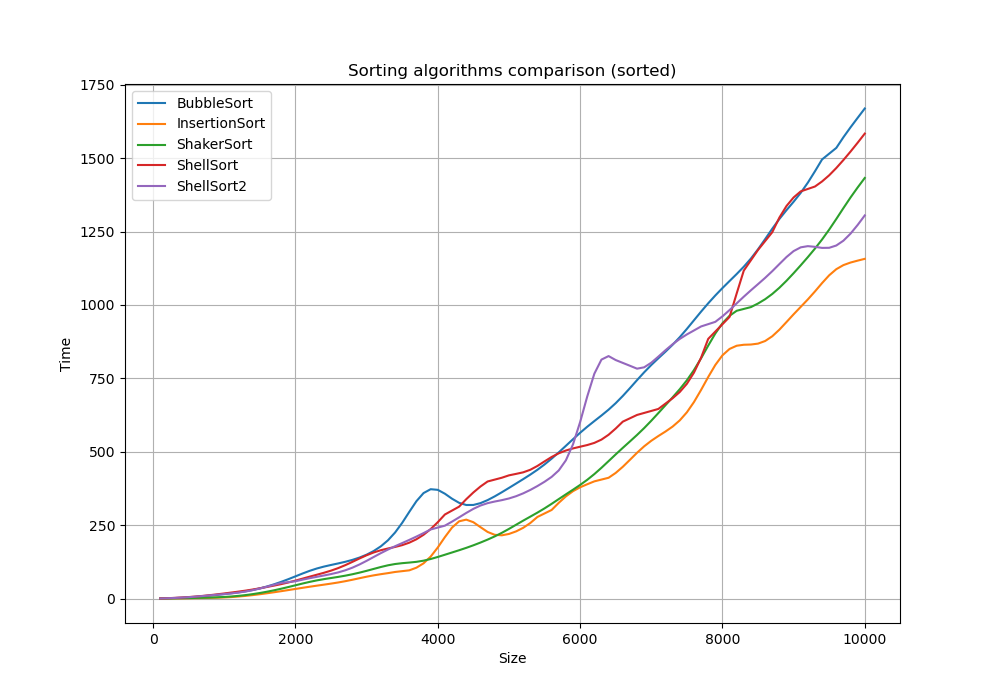 Sorting algorithms comparison (sorted)
1750
1500
1250
1000
750
500
250
0
Time
BubbleSort
InsertionSort
ShakerSort
ShellSort
ShellSort2
0 2000 4000 6000 8000 10000
Size